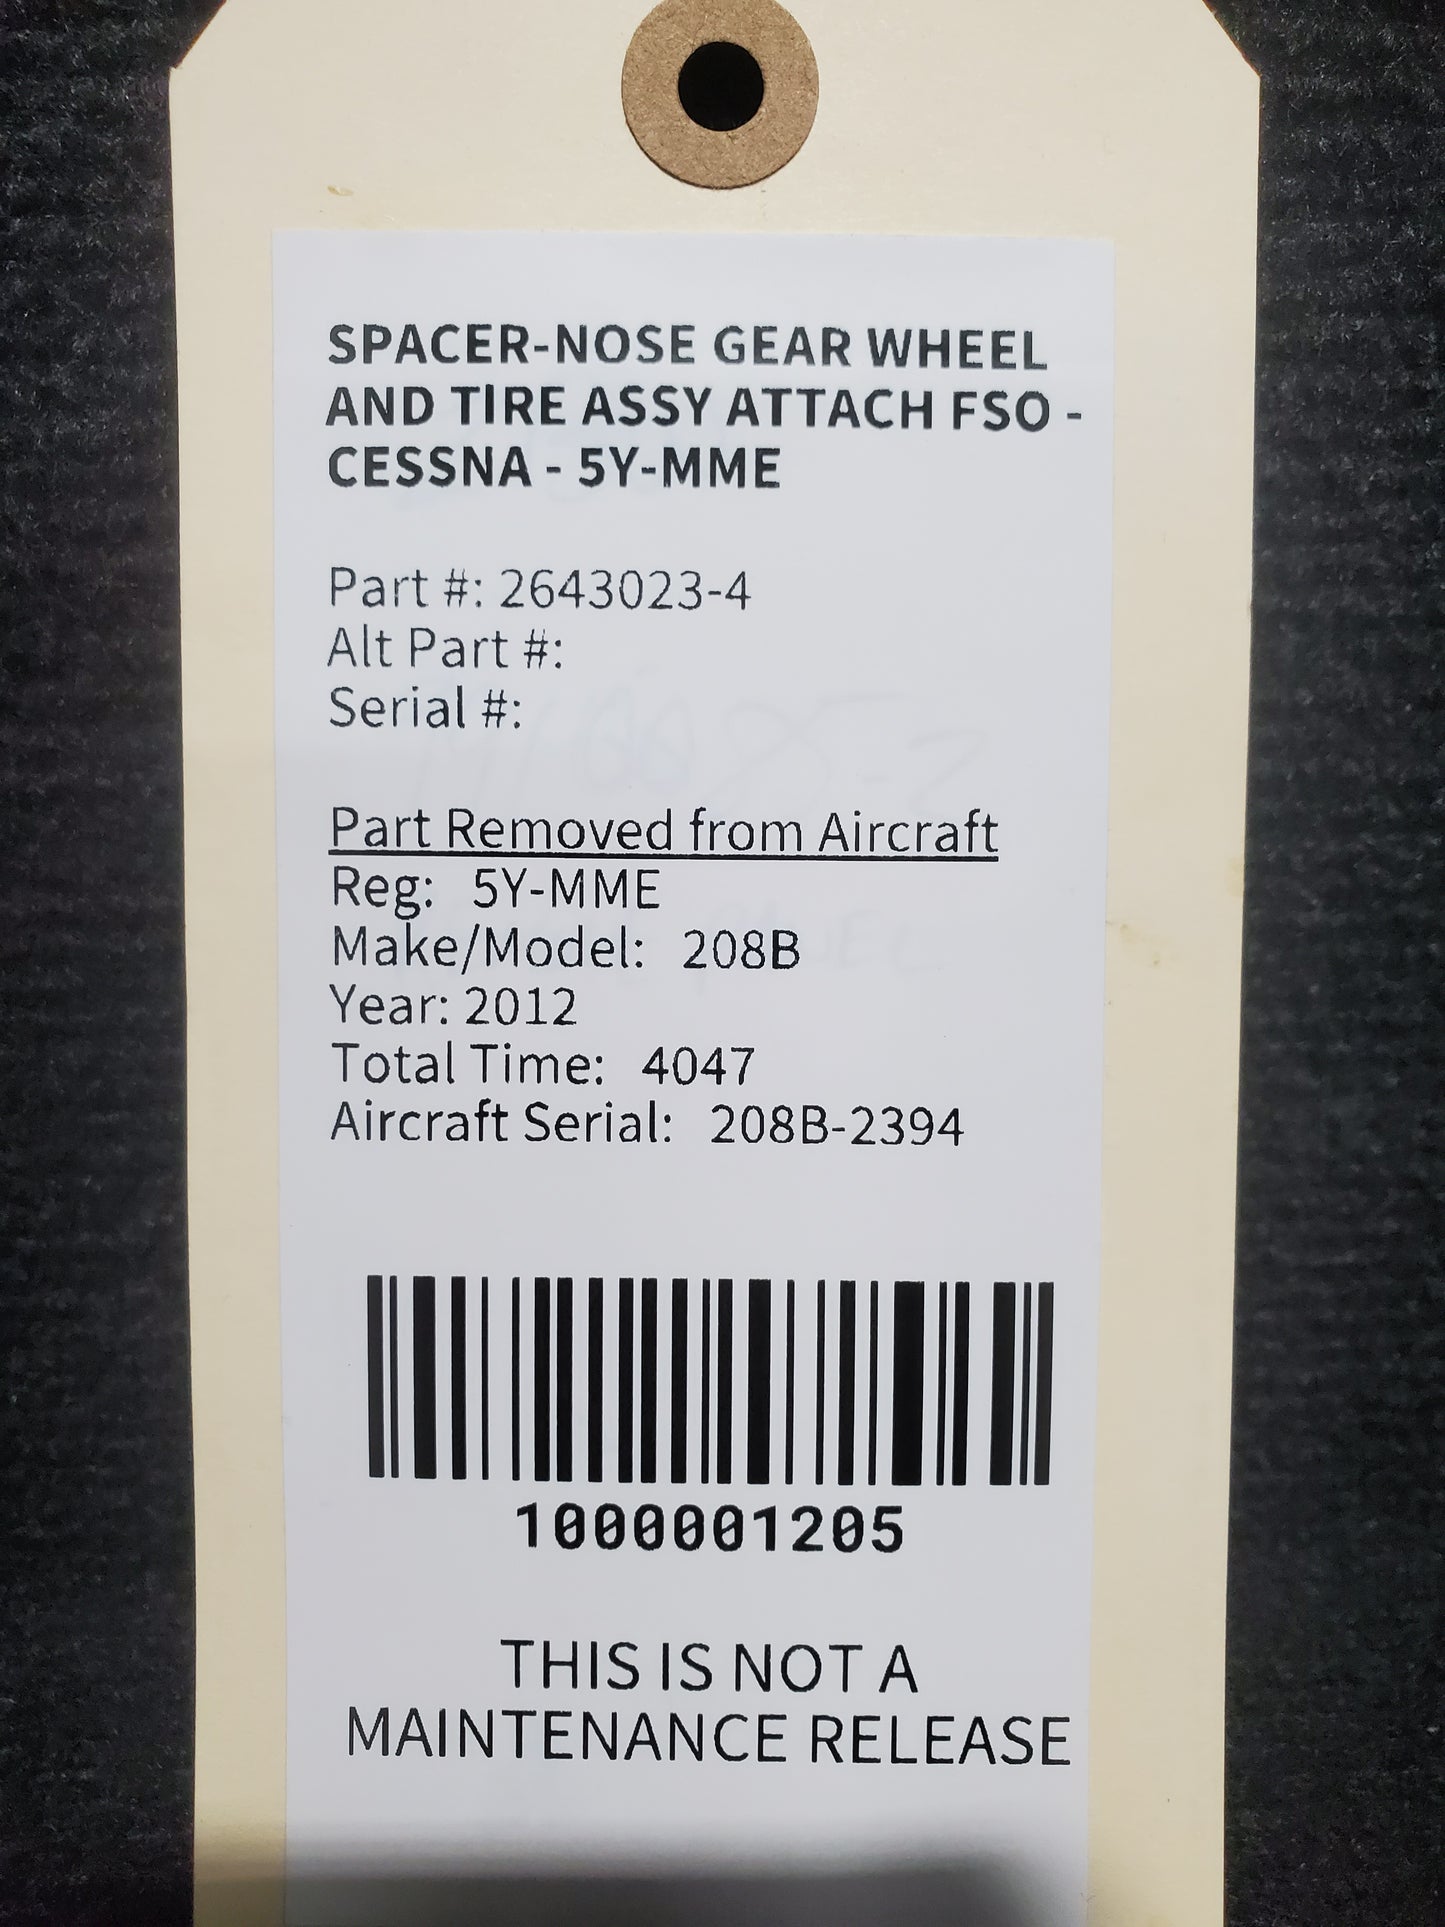 SPACER-NOSE GEAR WHEEL
AND TIRE ASSY ATTACH FSO -
CESSNA - 5Y-MME
Part #: 2643023-4
Alt Part #:
Serial #:
Part Removed from Aircraft
Reg: 5Y-MME
Make/Model: 208B
Year: 2012
Total Time: 4047
Aircraft Serial: 208B-2394
1000001205
THIS IS NOT A
MAINTENANCE RELEASE